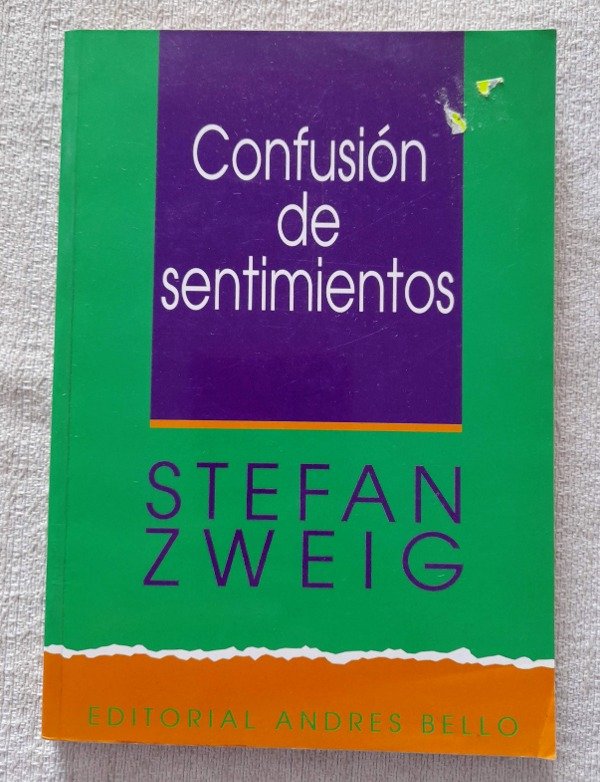 Confusión
de
sentimientos
STEFAN
ZWEIG
EDITORIAL ANDRES BELLO